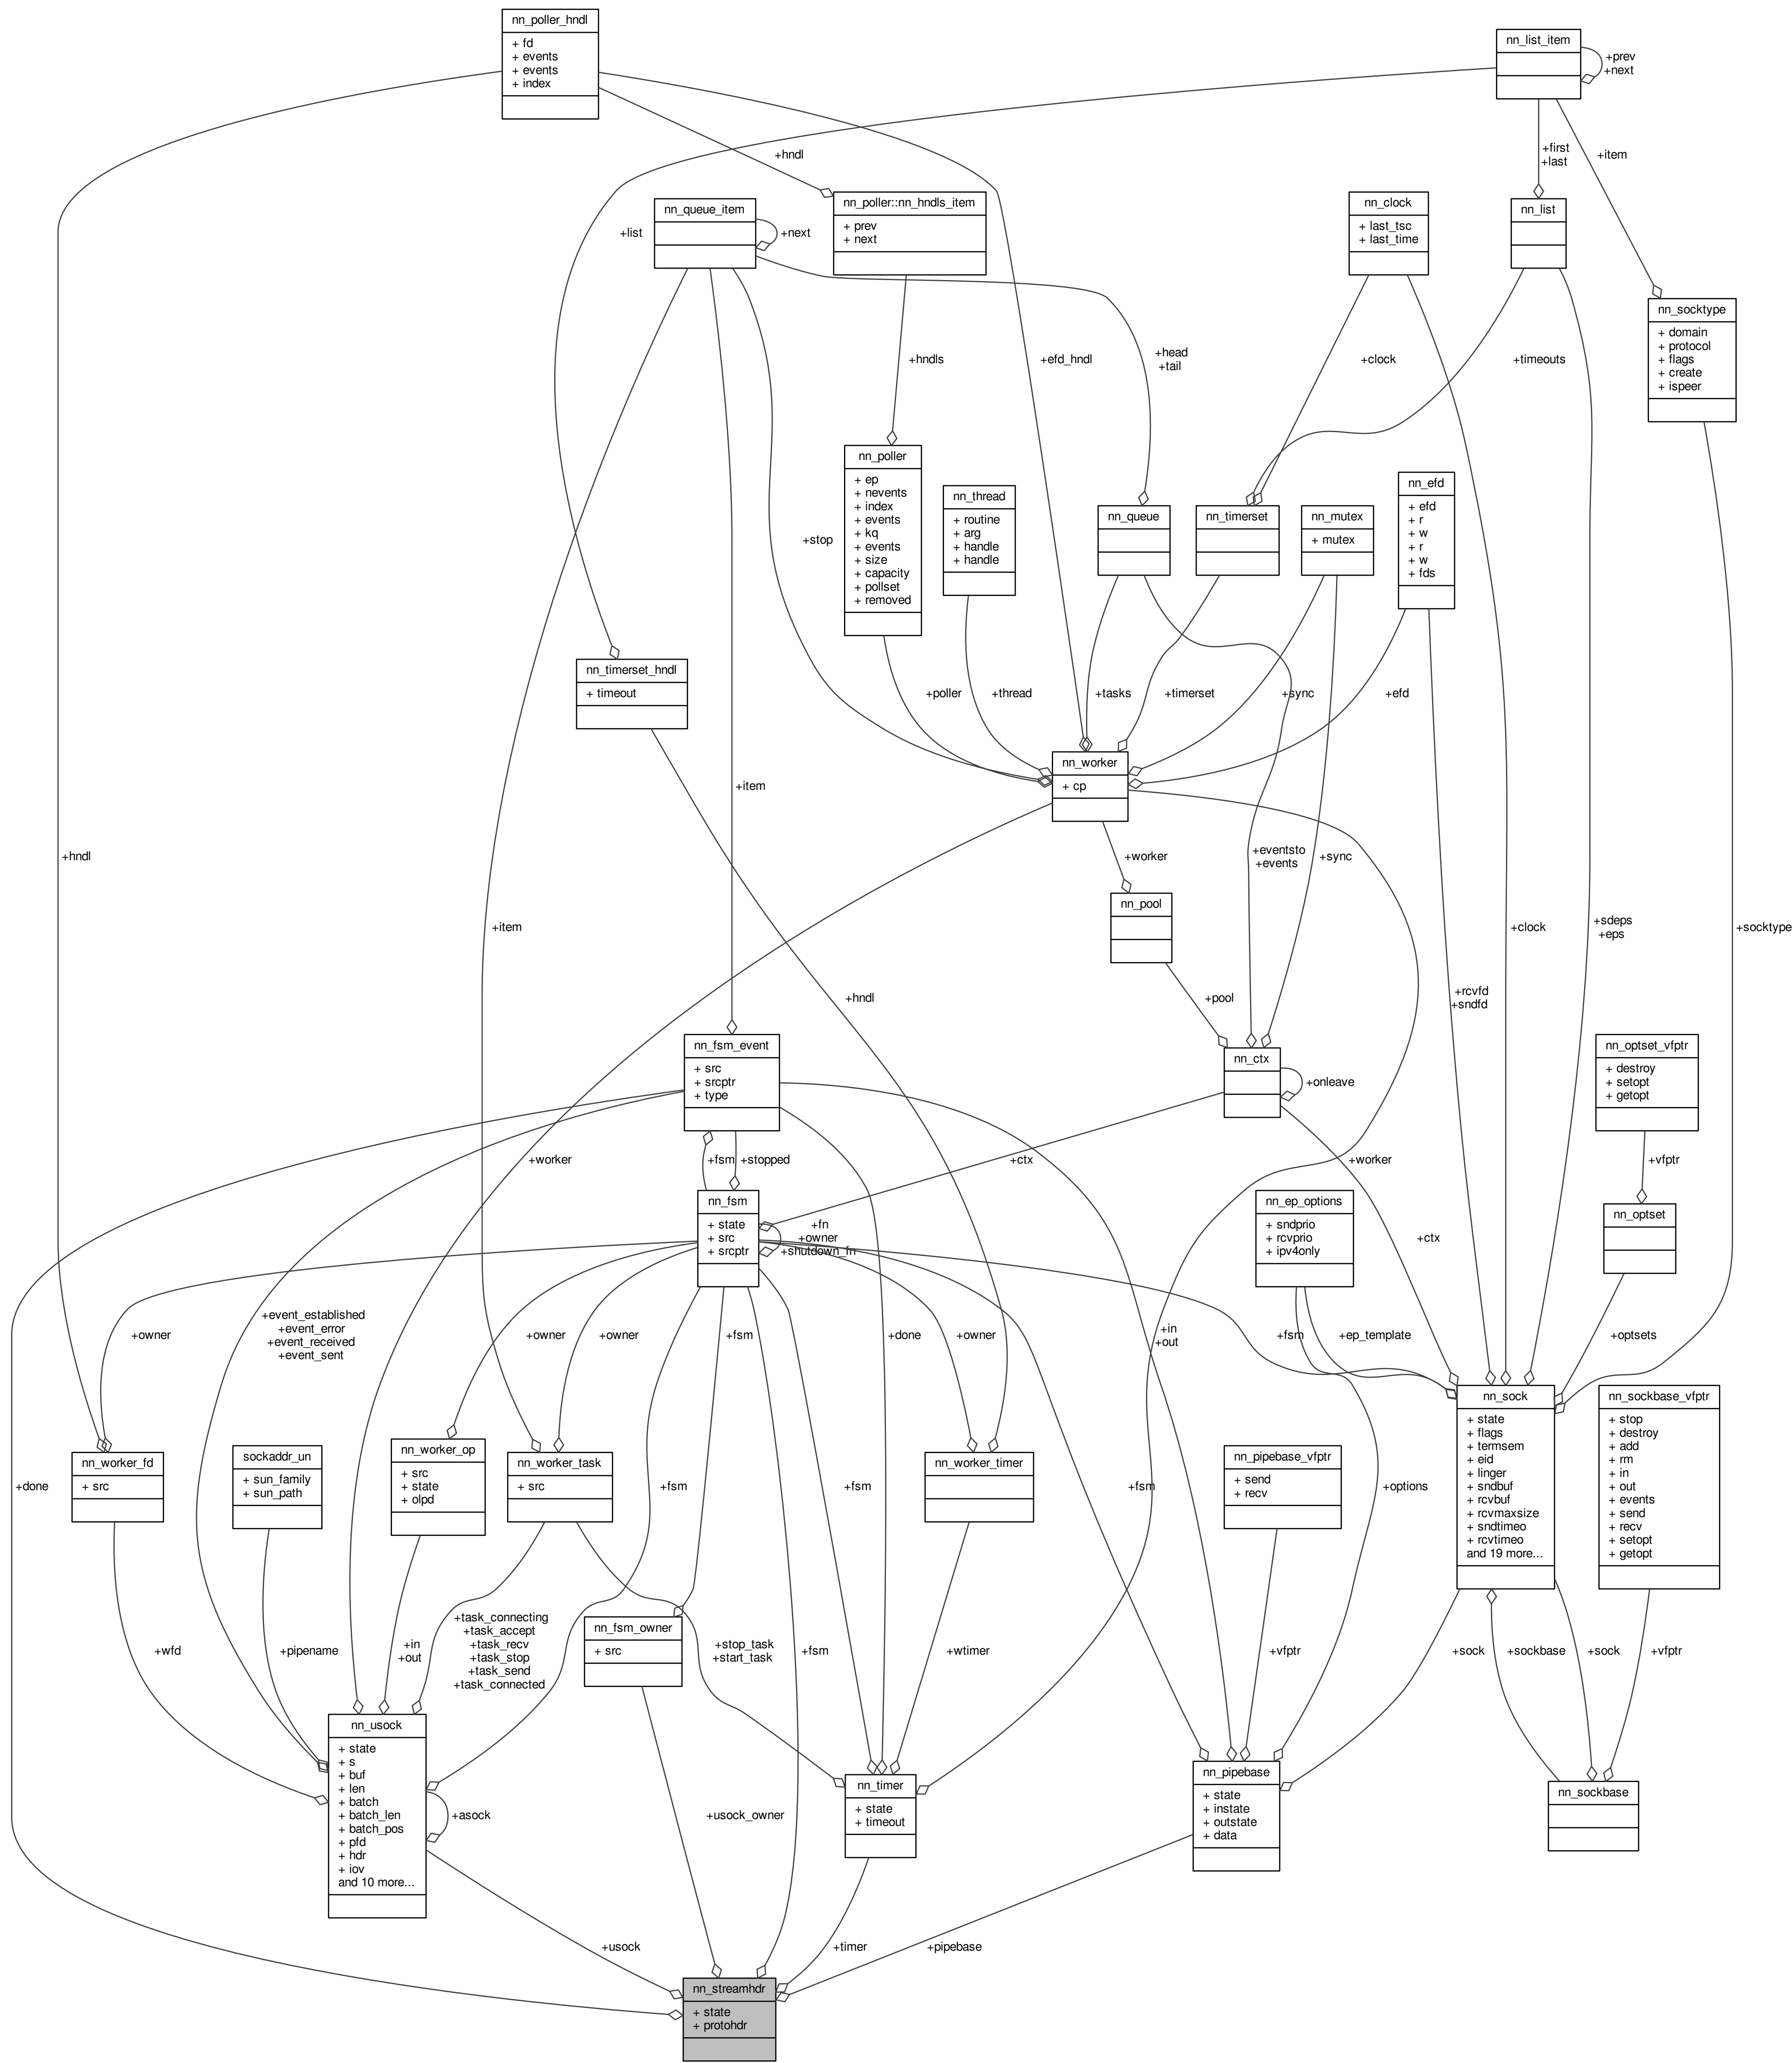 nn_poller_hndl
+ fd
+ events
+ events
+ index
nn_list_item
+prev
+next
+hndl
+first
+last
+item
nn_queue_item
+list
+next
nn_poller::nn_hndls_item
+ prev
+ next
nn_clock
+ last_tsc
+ last_time
nn_list
nn_socktype
+ domain
+ protocol
+ flags
+ create
+ ispeer
+hndls
+efd_hndl
+head
+tail
+clock
+timeouts
nn_poller
+ ep
+ nevents
+ index
+ events
+ kq
+ events
+ size
+ capacity
+ pollset
+ removed
nn_thread
+ routine
+ arg
+ handle
+ handle
nn_queue
nn_timerset
nn_mutex
+ mutex
nn_efd
+ efd
+ r
+ w
+ r
+ w
+ fds
+stop
nn_timerset_hndl
+ timeout
+poller
+thread
+tasks
+timerset
+sync
+efd
nn_worker
+ cp
+item
+hndl
+worker
+eventsto
+events
+sync
nn_pool
+item
+clock
+sdeps
+eps
+socktype
+hndl
+pool
+rcvfd
+sndfd
nn_fsm_event
+ src
+ srcptr
+ type
nn_ctx
+onleave
nn_optset_vfptr
+ destroy
+ setopt
+ getopt
+worker
+fsm
+stopped
+ctx
+worker
+vfptr
nn_fsm
+ state
+ src
+ srcptr
+fn
+owner
+shutdown_fn
nn_ep_options
+ sndprio
+ rcvprio
+ ipv4only
+ctx
nn_optset
+owner
+event_established
+event_error
+event_received
+event_sent
+owner
+owner
+fsm
+done
+owner
+in
+out
+fsm
+ep_template
+optsets
nn_worker_fd
+ src
sockaddr_un
+ sun_family
+ sun_path
nn_worker_op
+ src
+ state
+ olpd
nn_worker_task
+ src
nn_worker_timer
nn_pipebase_vfptr
+ send
+ recv
nn_sock
+ state
+ flags
+ termsem
+ eid
+ linger
+ sndbuf
+ rcvbuf
+ rcvmaxsize
+ sndtimeo
+ rcvtimeo
and 19 more...
nn_sockbase_vfptr
+ stop
+ destroy
+ add
+ rm
+ in
+ out
+ events
+ send
+ recv
+ setopt
+ getopt
+done
+fsm
+fsm
+fsm
+options
nn_fsm_owner
+ src
+wfd
+pipename
+in
+out
+task_connecting
+task_accept
+task_recv
+task_stop
+task_send
+task_connected
+stop_task
+start_task
+fsm
+wtimer
+vfptr
+sock
+sockbase
+sock
+vfptr
nn_usock
+ state
+ s
+ buf
+ len
+ batch
+ batch_len
+ batch_pos
+ pfd
+ hdr
+ iov
and 10 more...
+asock
+usock_owner
nn_timer
+ state
+ timeout
nn_pipebase
+ state
+ instate
+ outstate
+ data
nn_sockbase
+usock
+timer
+pipebase
nn_streamhdr
+ state
+ protohdr